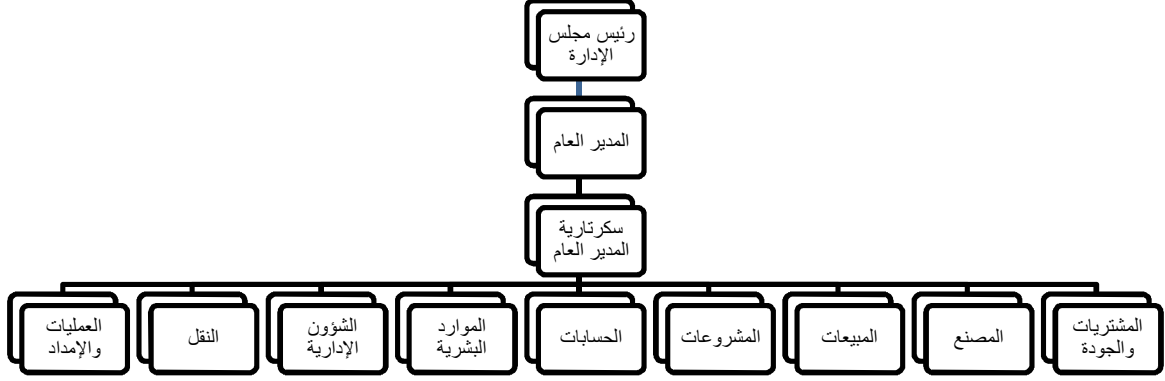 رئيس مجلس
الإدارة
المدير العام
سكرتارية
المدير العام
المشتريات
والجودة
المصنع
المبيعات
المشروعات
الحسابات
الموارد
البشرية
الشؤون
الإدارية
النقل
العمليات
والإمداد